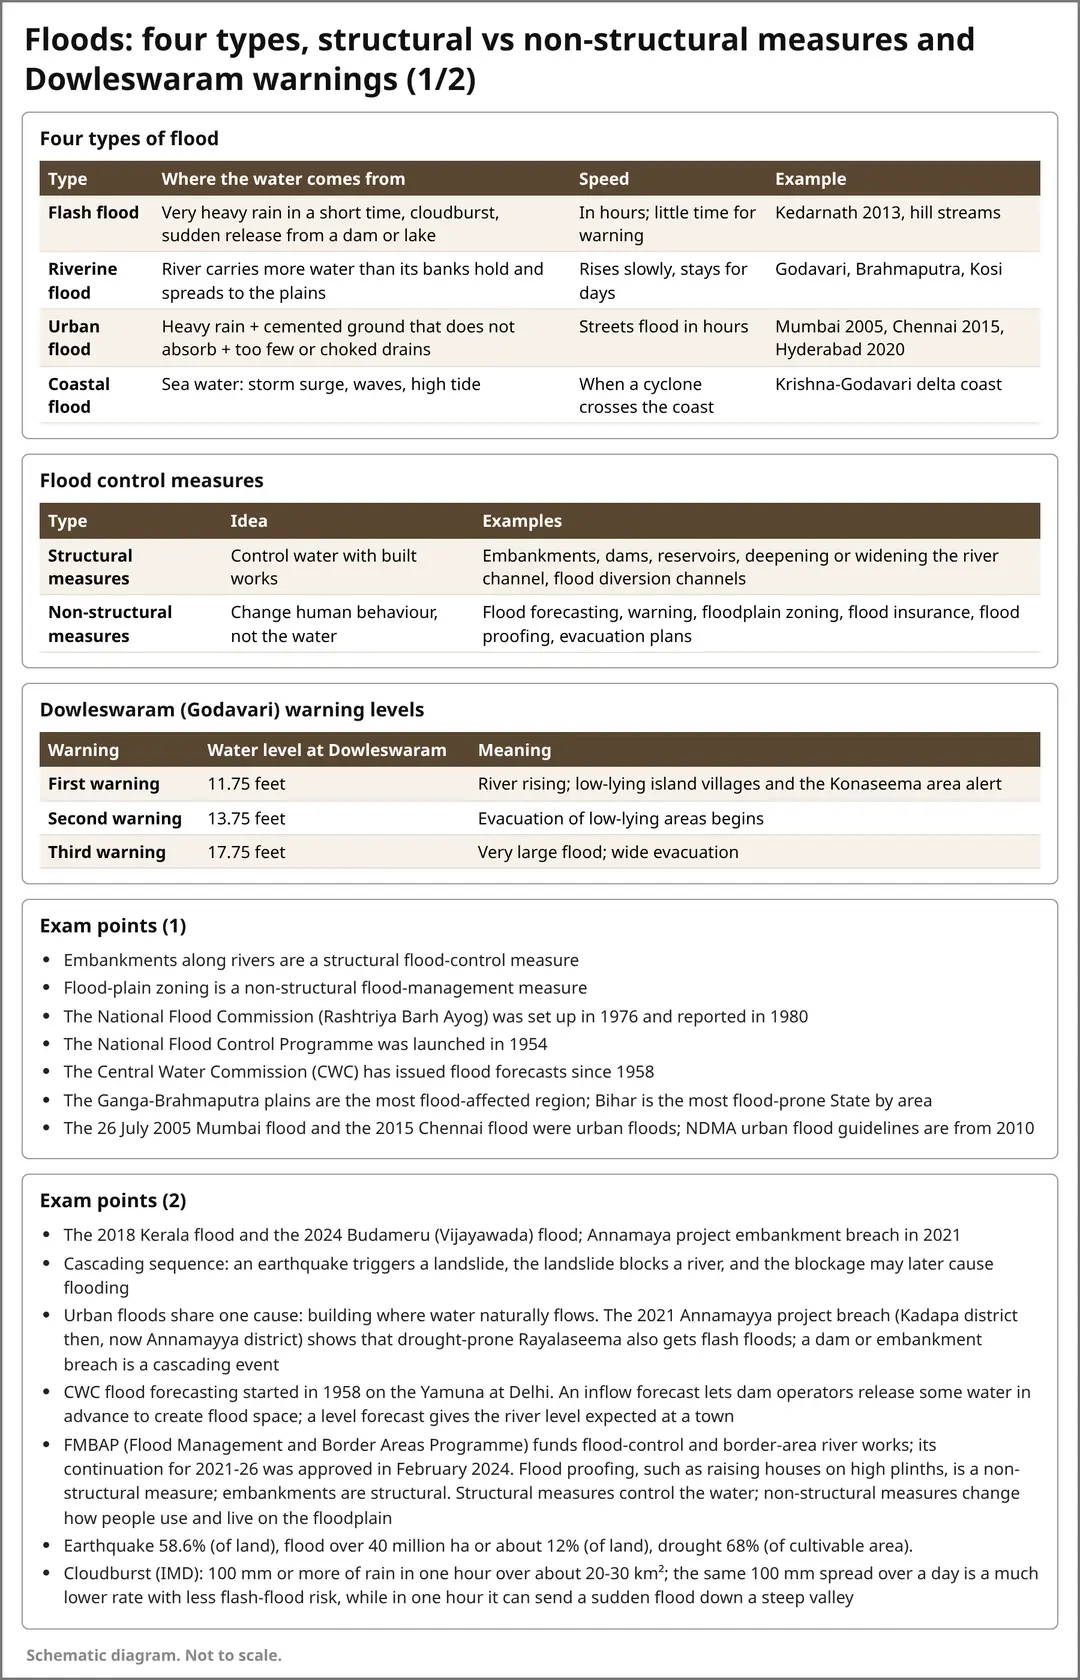 Floods: four types, structural vs non-structural measures and
Dowleswaram warnings (1/2)
Four types of flood
Type Where the water comes from Speed Example
Flash flood Very heavy rain in a short time, cloudburst, In hours; little time for Kedarnath 2013, hill streams
sudden release from a dam or lake warning
Riverine River carries more water than its banks hold and Rises slowly, stays for Godavari, Brahmaputra, Kosi
flood spreads to the plains days
Urban Heavy rain + cemented ground that does not Streets flood in hours Mumbai 2005, Chennai 2015,
flood absorb + too few or choked drains Hyderabad 2020
Coastal Sea water: storm surge, waves, high tide When a cyclone Krishna-Godavari delta coast
flood crosses the coast
Flood control measures
Type Idea Examples
Structural Control water with built Embankments, dams, reservoirs, deepening or widening the river
measures works channel, flood diversion channels
Non-structural Change human behaviour, Flood forecasting, warning, floodplain zoning, flood insurance, flood
measures not the water proofing, evacuation plans
Dowleswaram (Godavari) warning levels
Warning Water level at Dowleswaram Meaning
First warning 11.75 feet River rising; low-lying island villages and the Konaseema area alert
Second warning 13.75 feet Evacuation of low-lying areas begins
Third warning 17.75 feet Very large flood; wide evacuation
Exam points (1)
• Embankments along rivers are a structural flood-control measure
• Flood-plain zoning is a non-structural flood-management measure
• The National Flood Commission (Rashtriya Barh Ayog) was set up in 1976 and reported in 1980
• The National Flood Control Programme was launched in 1954
• The Central Water Commission (CWC) has issued flood forecasts since 1958
• The Ganga-Brahmaputra plains are the most flood-affected region; Bihar is the most flood-prone State by area
• The 26 July 2005 Mumbai flood and the 2015 Chennai flood were urban floods; NDMA urban flood guidelines are from 2010
Exam points (2)
• The 2018 Kerala flood and the 2024 Budameru (Vijayawada) flood; Annamaya project embankment breach in 2021
• Cascading sequence: an earthquake triggers a landslide, the landslide blocks a river, and the blockage may later cause
flooding
• Urban floods share one cause: building where water naturally flows. The 2021 Annamayya project breach (Kadapa district
then, now Annamayya district) shows that drought-prone Rayalaseema also gets flash floods; a dam or embankment
breach is a cascading event
• CWC flood forecasting started in 1958 on the Yamuna at Delhi. An inflow forecast lets dam operators release some water in
advance to create flood space; a level forecast gives the river level expected at a town
• FMBAP (Flood Management and Border Areas Programme) funds flood-control and border-area river works; its
continuation for 2021-26 was approved in February 2024. Flood proofing, such as raising houses on high plinths, is a non-
structural measure; embankments are structural. Structural measures control the water; non-structural measures change
how people use and live on the floodplain
• Earthquake 58.6% (of land), flood over 40 million ha or about 12% (of land), drought 68% (of cultivable area).
• Cloudburst (IMD): 100 mm or more of rain in one hour over about 20-30 km²; the same 100 mm spread over a day is a much
lower rate with less flash-flood risk, while in one hour it can send a sudden flood down a steep valley
Schematic diagram. Not to scale.